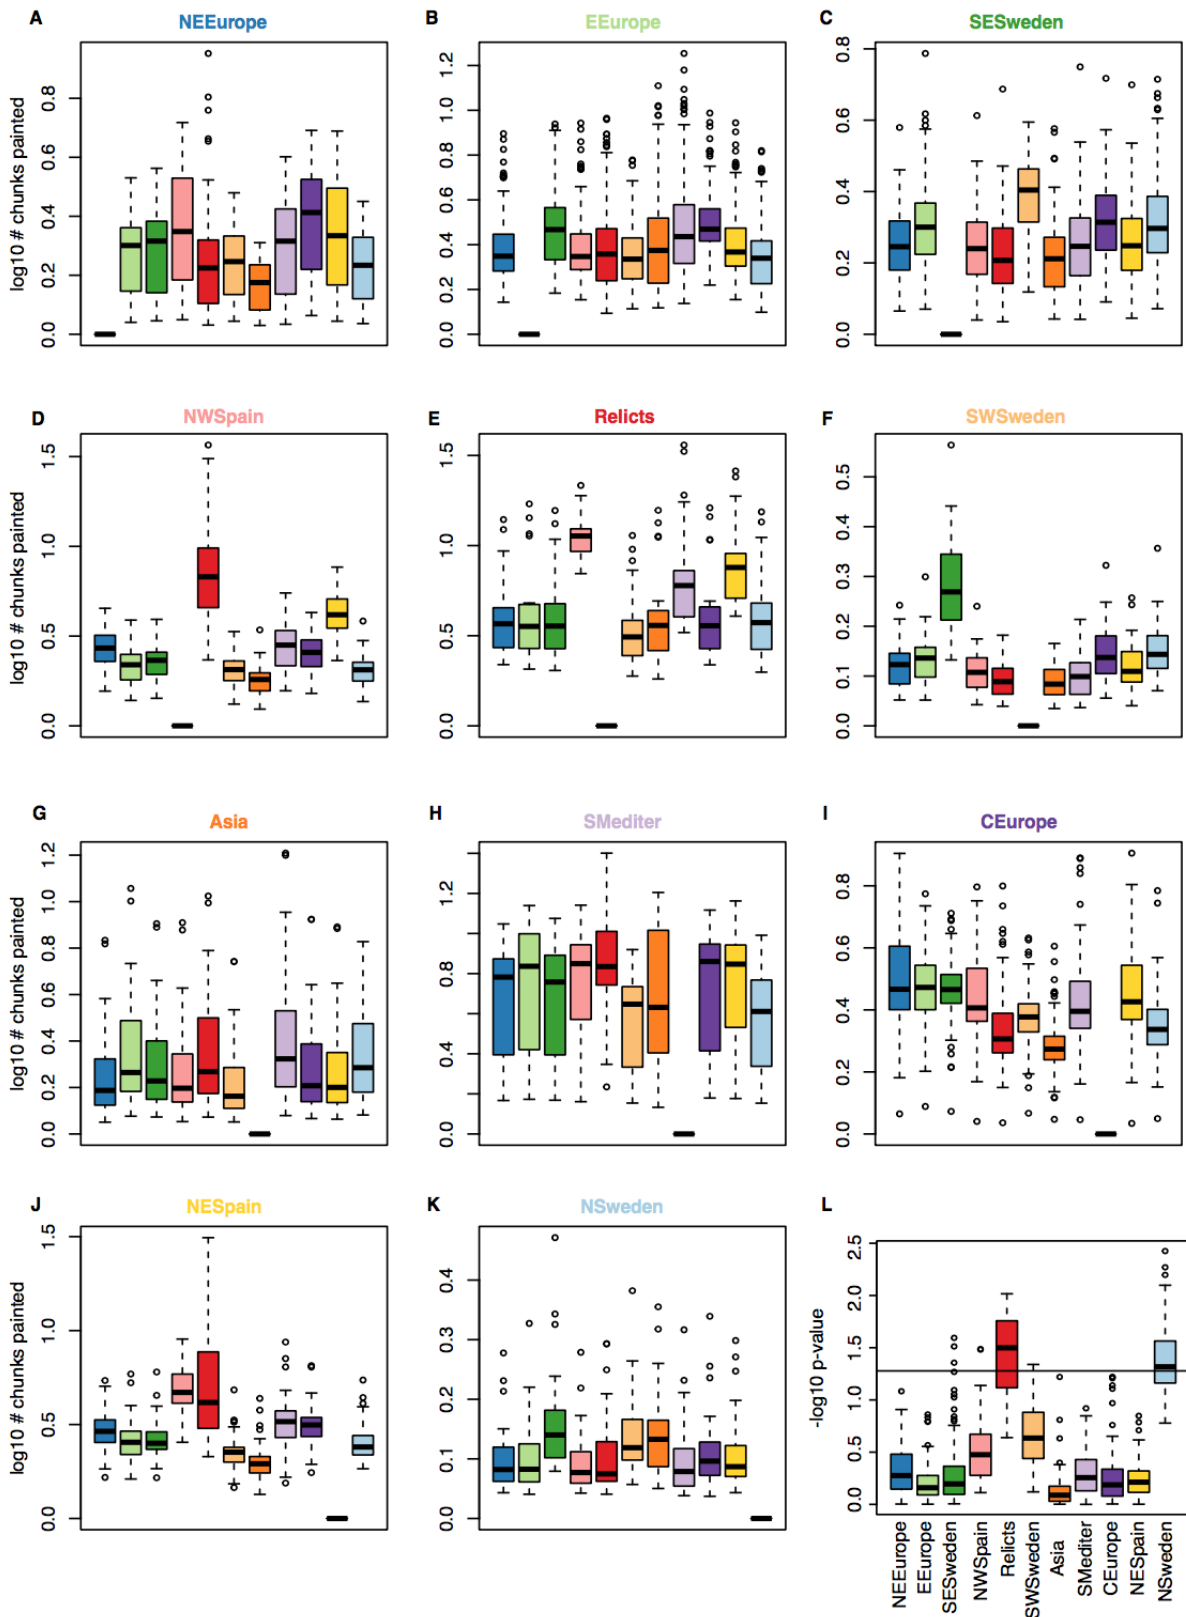 A NEEurope B EEurope C SESweden
log10 # chunks painted
0.0 0.2 0.4 0.8
0.0 0.2 0.4 0.6 0.8 1.0 1.2
0.0 0.2 0.4 0.6 0.8
D NWSpain E Relicts F SWSweden
log10 # chunks painted
0.0 0.5 1.0 1.5
0.0 0.5 1.0 1.5
0.0 0.1 0.2 0.3 0.4 0.5
G Asia H SMediter I CEurope
log10 # chunks painted
0.0 0.2 0.4 0.6 0.8 1.0 1.2
0.0 0.4 0.8 1.2
0.0 0.2 0.4 0.6 0.8
J NESpain K NSweden L
log10 # chunks painted
0.0 0.5 1.0 1.5
0.0 0.1 0.2 0.3 0.4
-log10 p-value
0.0 0.5 1.0 1.5 2.0 2.5
NEEurope
EEurope
SESweden
NWSpain
Relicts
SWSweden
Asia
SMediter
CEurope
NESpain
NSweden